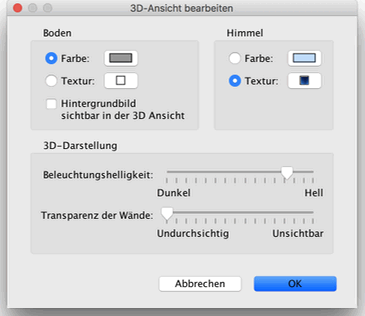 3D-Ansicht bearbeiten
Boden
Farbe:
Textur:
Hintergrundbild
sichtbar in der 3D Ansicht
Himmel
Farbe:
Textur:
3D-Darstellung
Beleuchtungshelligkeit:
Dunkel Hell
Transparenz der Wände:
Undurchsichtig Unsichtbar
Abbrechen OK